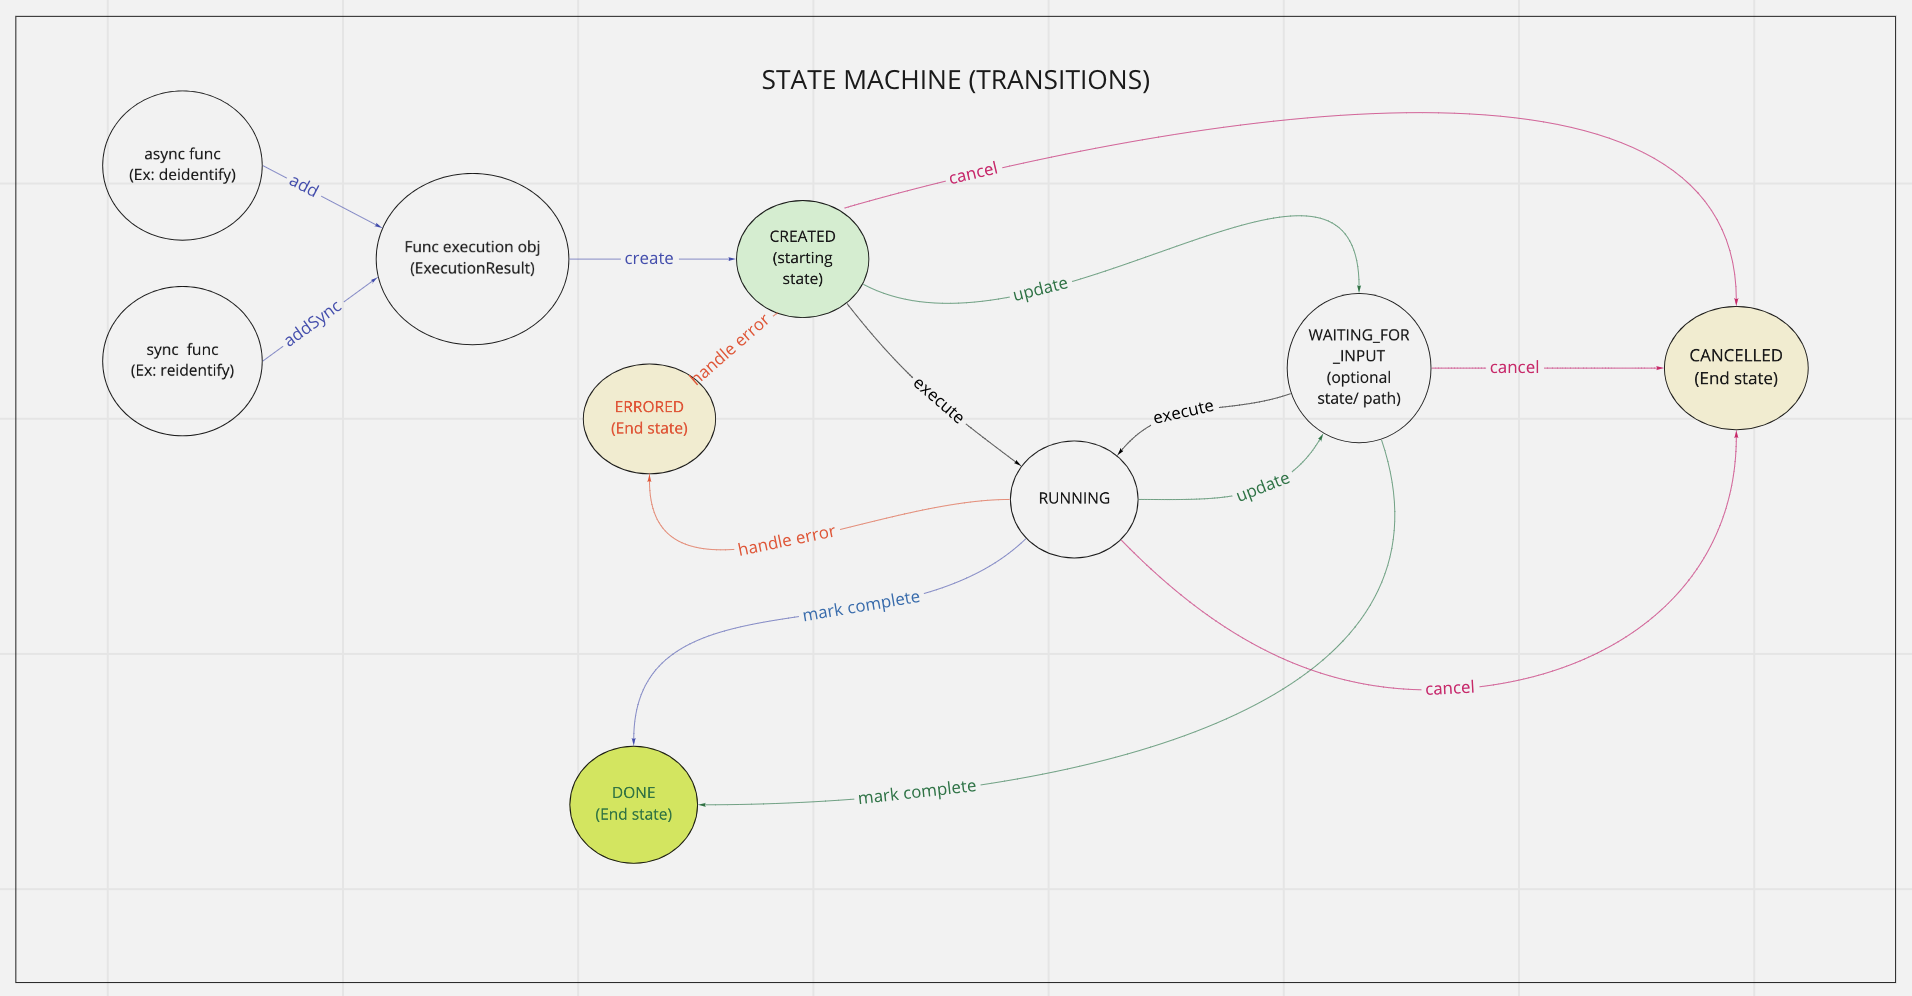 STATE MACHINE (TRANSITIONS)
async func
(Ex: deidentify)
add
sync  func
(Ex: reidentify)
addSync
Func execution obj
(ExecutionResult)
create
CREATED
(starting
state)
cancel
update
handle error
execute
ERRORED
(End state)
WAITING_FOR
_INPUT
(optional
state/ path)
cancel
execute
CANCELLED
(End state)
RUNNING
update
handle error
mark complete
cancel
DONE
(End state)
mark complete